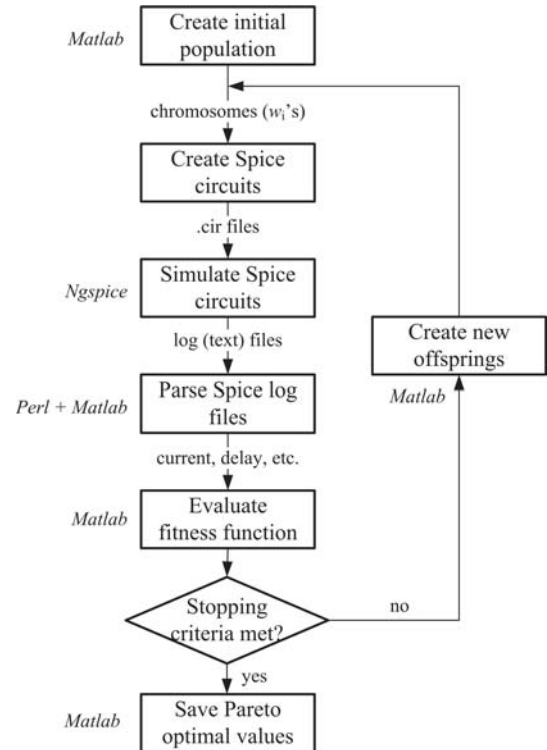 Create initial
population
Matlab
chromosomes (wi's)
Create Spice
circuits
.cir files
Simulate Spice
circuits
Ngspice
log (text) files
Create new
offsprings
Matlab
Parse Spice log
files
Perl + Matlab
current, delay, etc.
Evaluate
fitness function
Matlab
Stopping
criteria met?
no
yes
Save Pareto
optimal values
Matlab